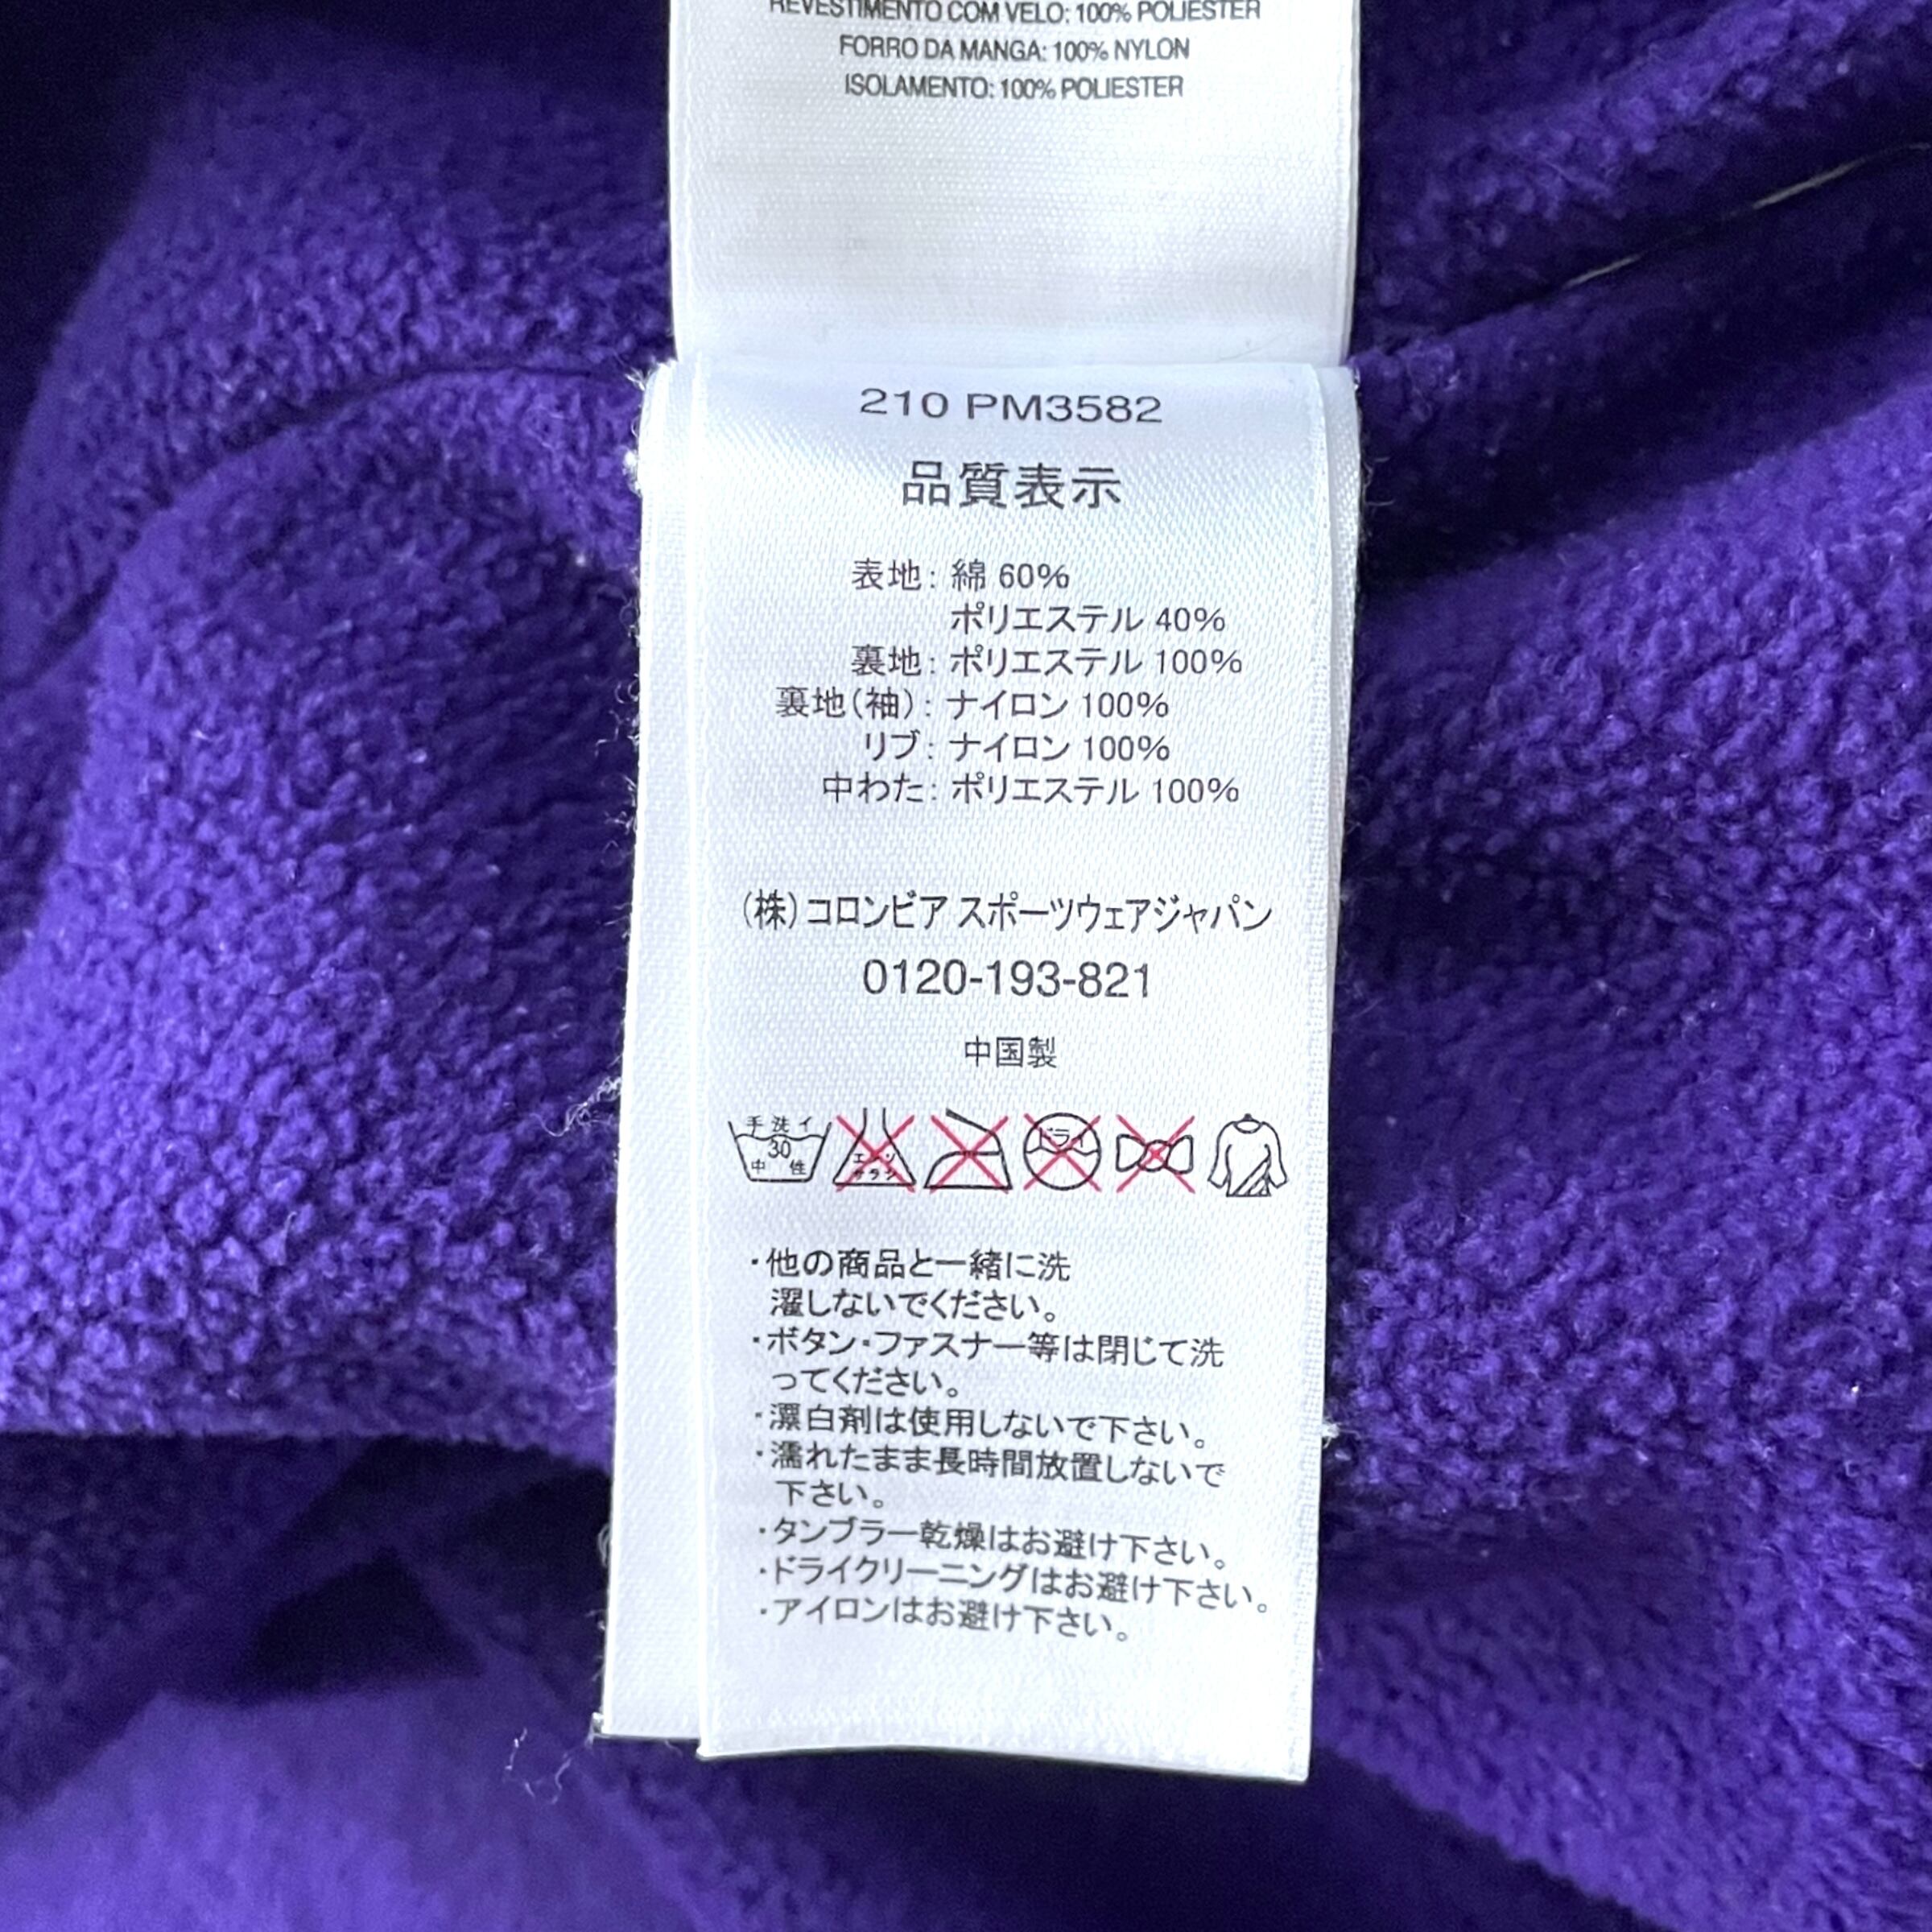 REVESTIMENTO COM VELO: 100% POLIESTER
FORRO DA MANGA: 100% NYLON
ISOLAMENTO: 100% POLIESTER
210 PM3582
品質表示
表地: 綿 60%
ポリエステル 40%
裏地: ポリエステル 100%
裏地(袖): ナイロン 100%
リブ: ナイロン 100%
中わた: ポリエステル 100%
(株)コロンビア スポーツウェアジャパン
0120-193-821
中国製
手洗イ
30
中性
エンソ
サラシ
ドライ
・他の商品と一緒に洗
濯しないでください。
・ボタン・ファスナー等は閉じて洗
ってください。
・漂白剤は使用しないで下さい。
・濡れたまま長時間放置しないで
下さい。
・タンブラー乾燥はお避け下さい。
・ドライクリーニングはお避け下さい。
・アイロンはお避け下さい。